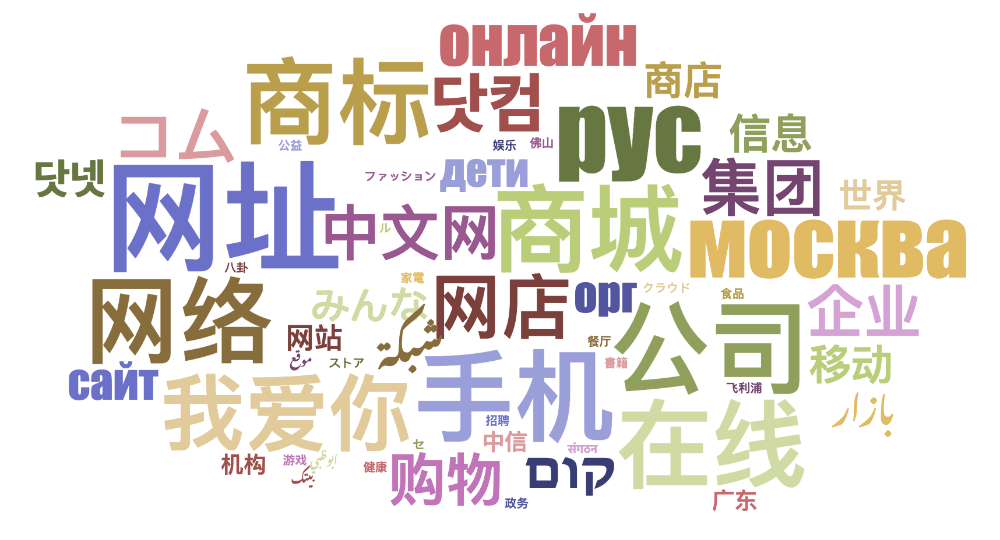 онлайн
商标
닷컴
商店
рус
コム
信息
公益
娱乐
佛山
닷넷
网址
ファッション
дети
集团
世界
商城
中文网
ル
москва
八卦
网络
家電
みんな
网店
орг
クラウド
食品
企业
公司
网站
شبكة
餐厅
移动
موقع
ストア
書籍
сайт
我爱你
手机
飞利浦
بازار
在线
招聘
中信
セ
संगठन
机构
游戏
ابوظبي
بيتك
健康
购物
קום
政务
广东